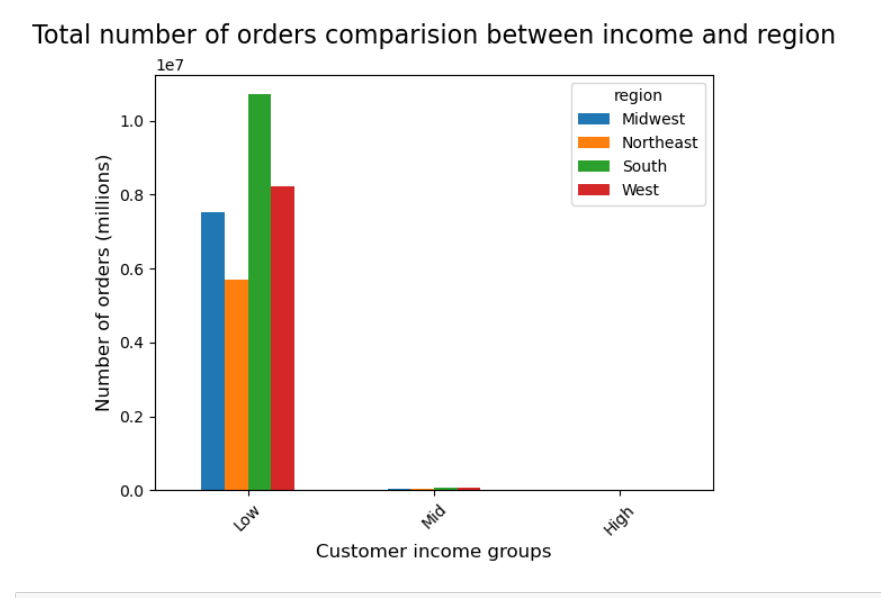 Total number of orders comparision between income and region
1e7
region
Midwest
Northeast
South
West
1.0
0.8
0.6
0.4
0.2
0.0
Number of orders (millions)
Low
Mid
High
Customer income groups